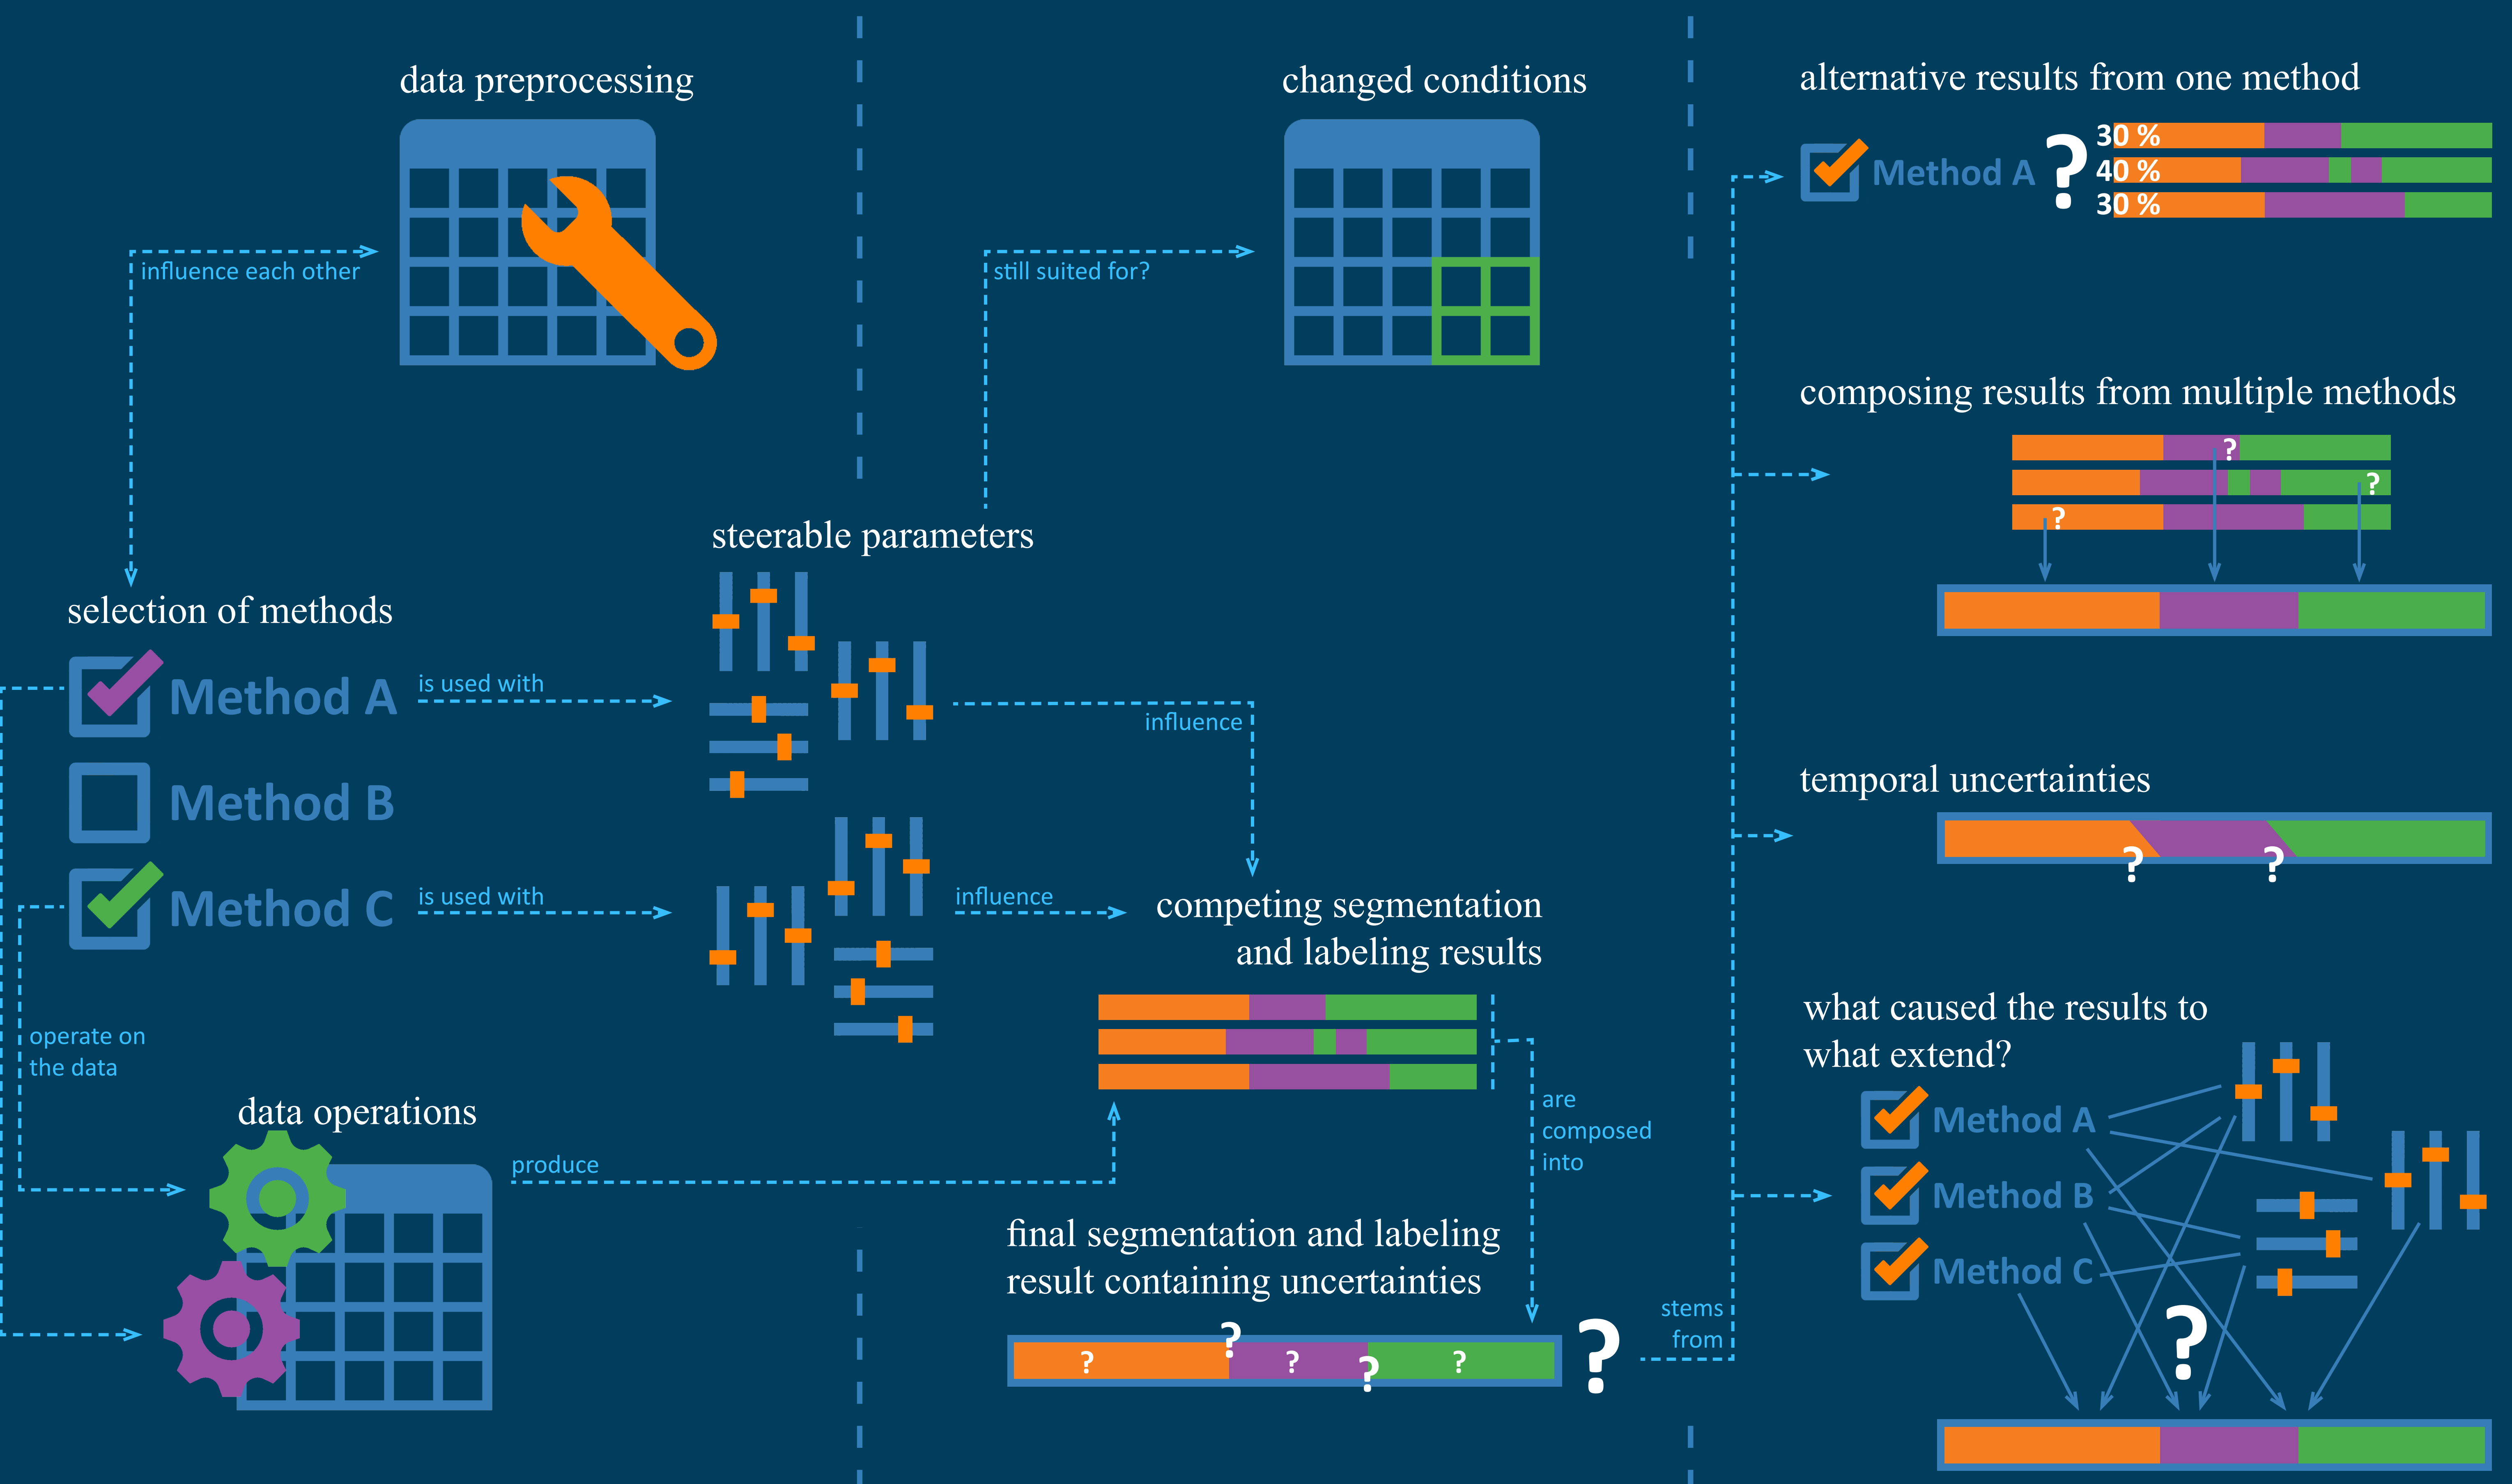 data preprocessing
influence each other
selection of methods
Method A
is used with
Method B
Method C
is used with
operate on
the data
data operations
produce
changed conditions
still suited for?
steerable parameters
influence
influence
competing segmentation
and labeling results
are
composed
into
final segmentation and labeling
result containing uncertainties
?
?
?
?
?
?
stems
from
alternative results from one method
Method A
?
30 %
40 %
30 %
composing results from multiple methods
?
?
?
temporal uncertainties
?
?
what caused the results to
what extend?
Method A
Method B
Method C
?